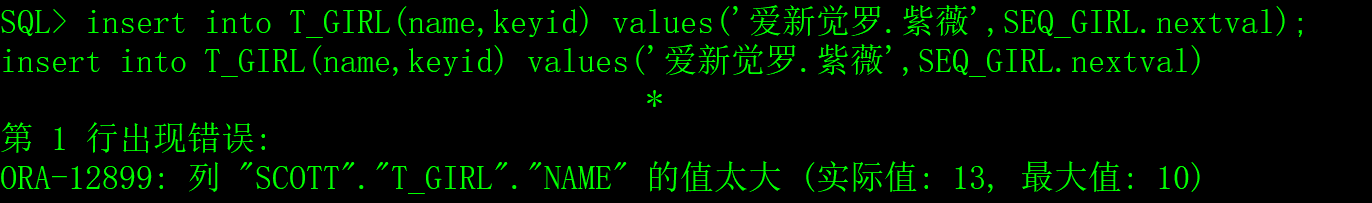 SQL> insert into T_GIRL(name,keyid) values('爱新觉罗.紫薇',SEQ_GIRL.nextval);
insert into T_GIRL(name,keyid) values('爱新觉罗.紫薇',SEQ_GIRL.nextval)
*
第 1 行出现错误:
ORA-12899: 列 "SCOTT"."T_GIRL"."NAME" 的值太大 (实际值: 13, 最大值: 10)